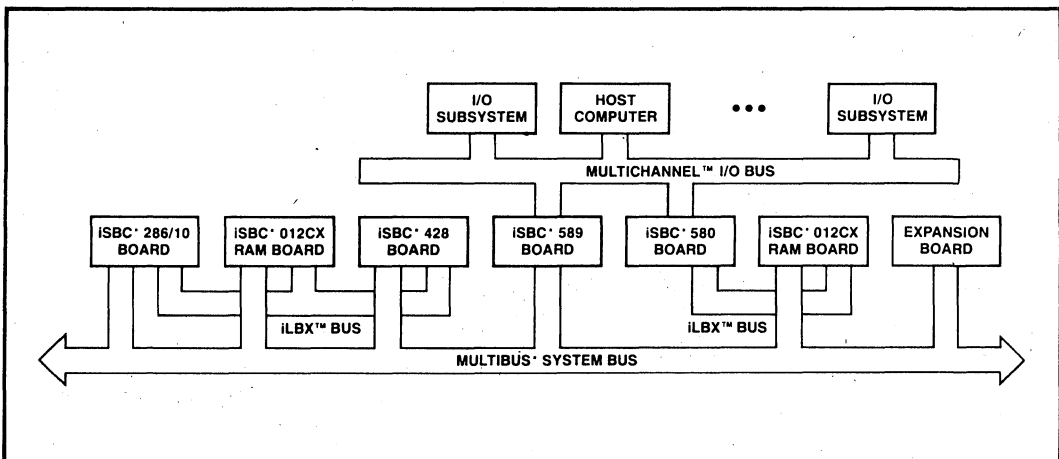 I/O
SUBSYSTEM
HOST
COMPUTER
•••
I/O
SUBSYSTEM
MULTICHANNEL™ I/O BUS
iSBC* 286/10
BOARD
iSBC* 012CX
RAM BOARD
iSBC* 428
BOARD
iSBC* 589
BOARD
iSBC* 580
BOARD
iSBC* 012CX
RAM BOARD
EXPANSION
BOARD
iLBX™ BUS
iLBX™ BUS
MULTIBUS* SYSTEM BUS